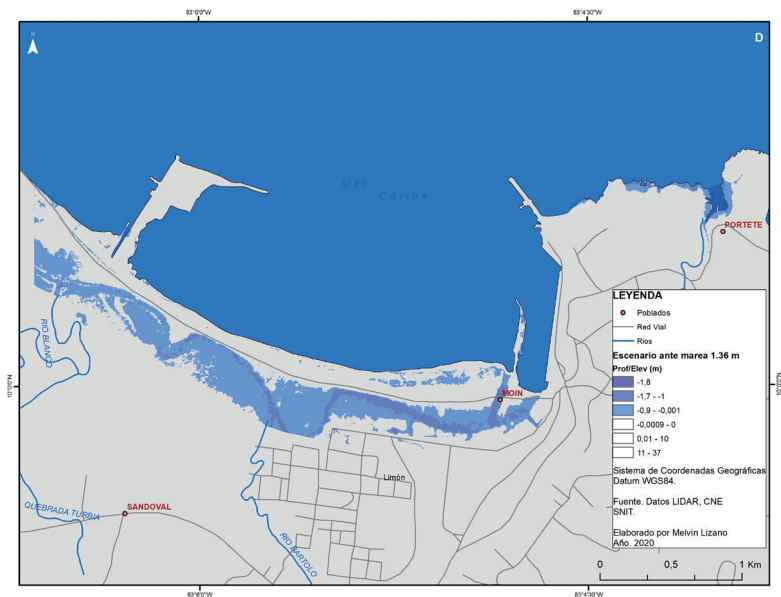 83°6'0"W
83°4'30"W
N
D
Mar
Caribe
PORTETE
RIO BLANCO
10°0'0"N
10°0'0"N
MOIN
Limón
SANDOVAL
QUEBRADA TURBIA
RIO BARTOLO
LEYENDA
Poblados
Red Vial
Rios
Escenario ante marea 1.36 m
Prof/Elev (m)
-1,8
-1,7 - -1
-0,9 - -0,001
-0,0009 - 0
0,01 - 10
11 - 37
Sistema de Coordenadas Geográficas
Datum WGS84.
Fuente. Datos LIDAR, CNE
SNIT.
Elaborado por Melvin Lizano
Año. 2020
0 0,5 1 Km
83°6'0"W
83°4'30"W